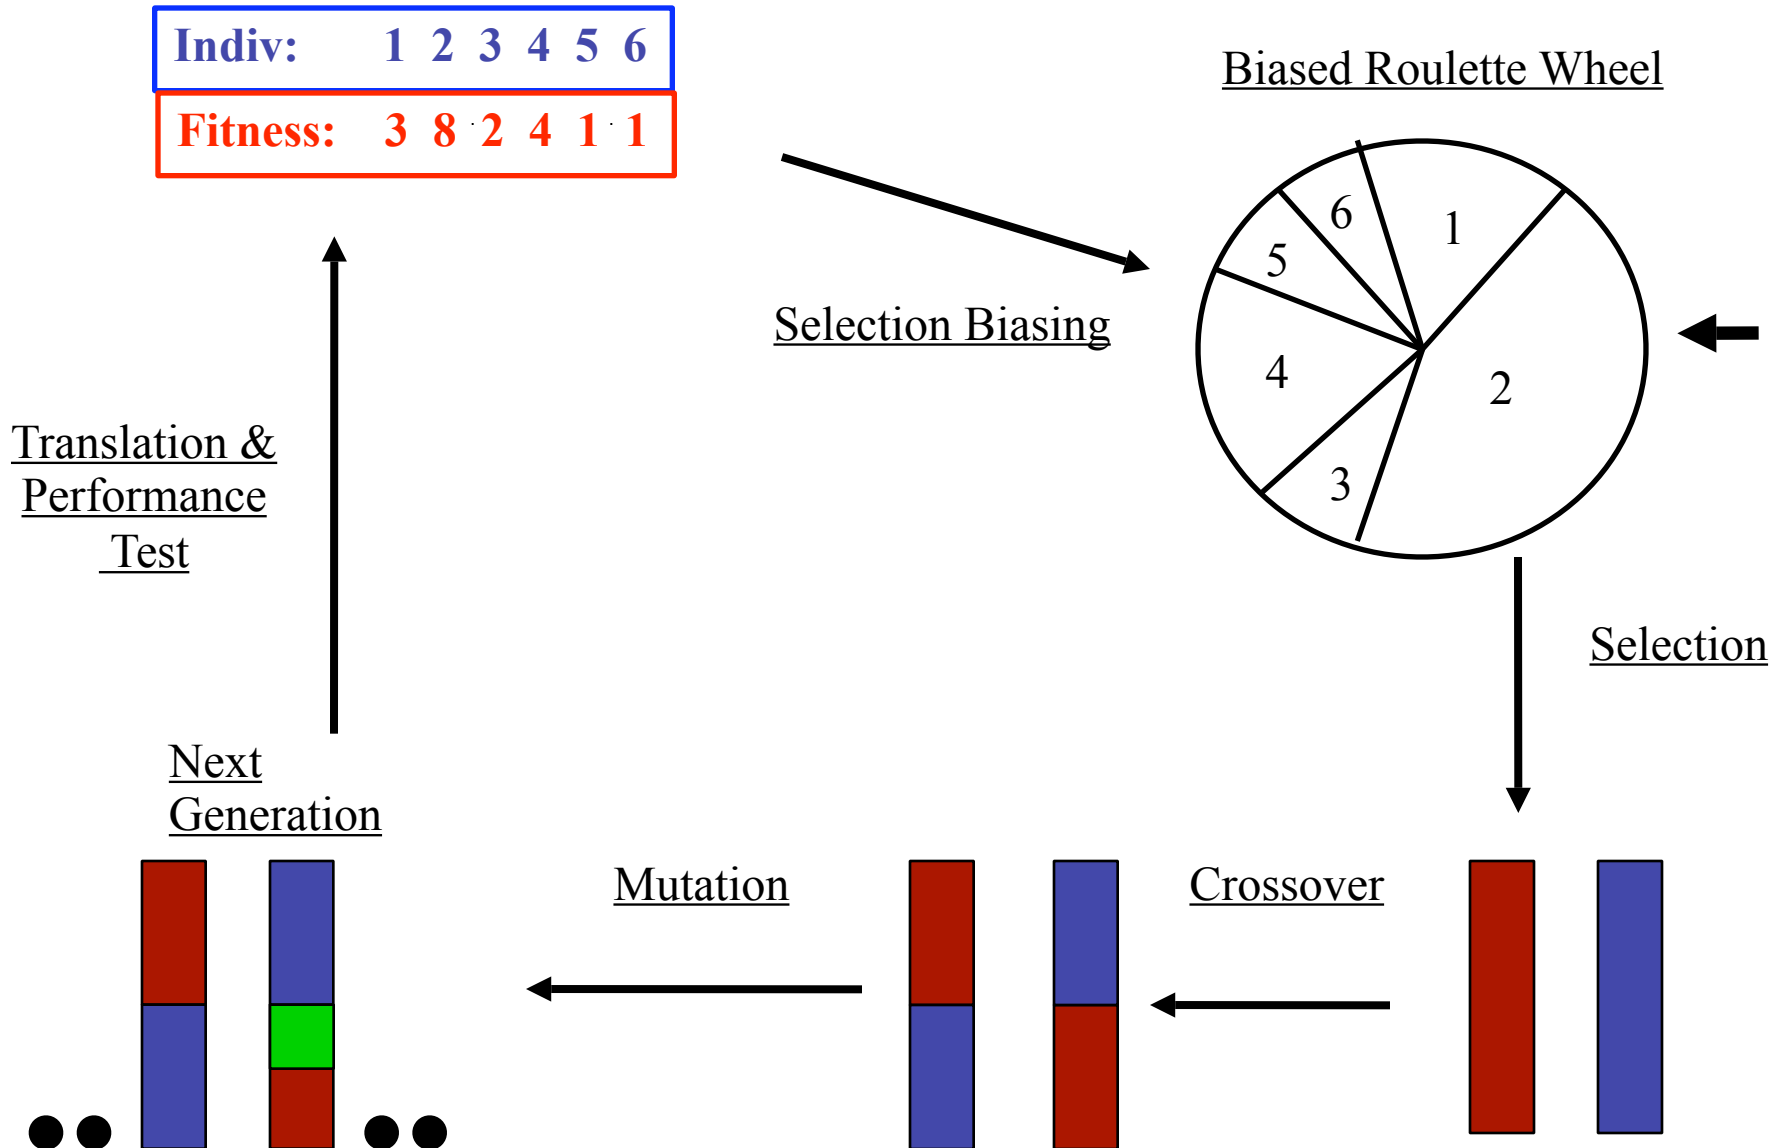 Indiv: 1 2 3 4 5 6
Fitness: 3 8 2 4 1 1
Biased Roulette Wheel
6
1
5
4
2
3
Selection Biasing
Translation &
Performance
Test
Selection
Next
Generation
Mutation
Crossover